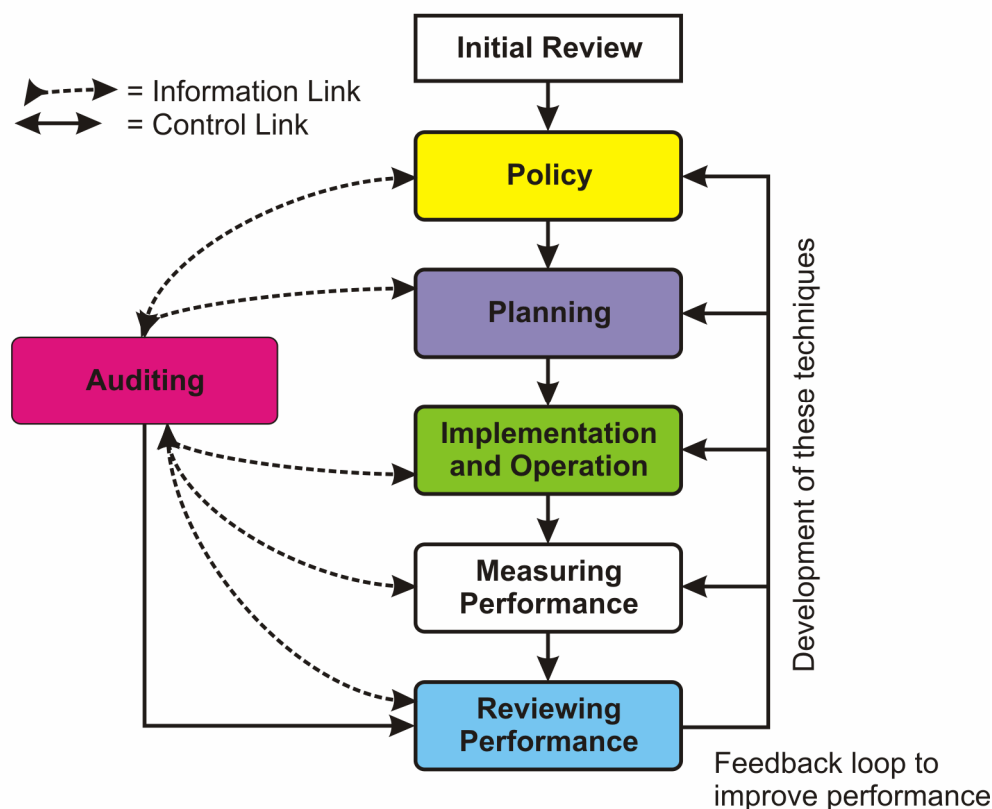 Initial Review
= Information Link
= Control Link
Policy
Planning
Auditing
Implementation
and Operation
Measuring
Performance
Reviewing
Performance
Development of these techniques
Feedback loop to
improve performance